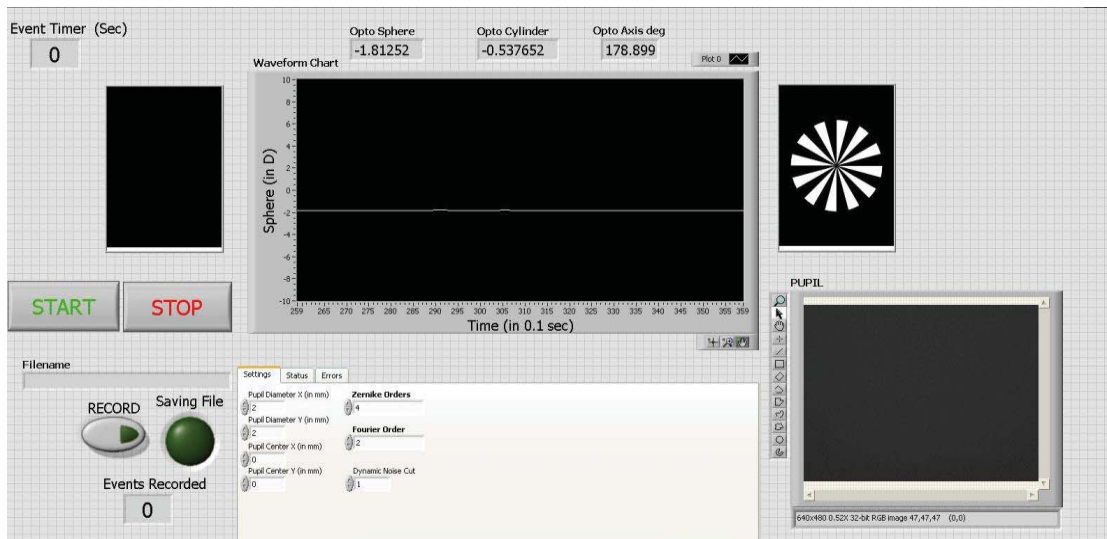 Event Timer (Sec)
0
Opto Sphere
-1.81252
Opto Cylinder
-0.537652
Opto Axis deg
178.899
Waveform Chart
Plot 0
Sphere (in D)
10
8
6
4
2
0
-2
-4
-6
-8
-10
259 265 270 275 280 285 290 295 300 305 310 315 320 325 330 335 340 345 350 355 359
Time (in 0.1 sec)
START
STOP
Filename
RECORD
Saving File
Events Recorded
0
Settings
Status
Errors
Pupil Diameter X (in mm)
2
Pupil Diameter Y (in mm)
2
Pupil Center X (in mm)
0
Pupil Center Y (in mm)
0
Zernike Orders
4
Fourier Order
2
Dynamic Noise Cut
1
PUPIL
640x480 0.52X 32-bit RGB image 47,47,47 (0,0)